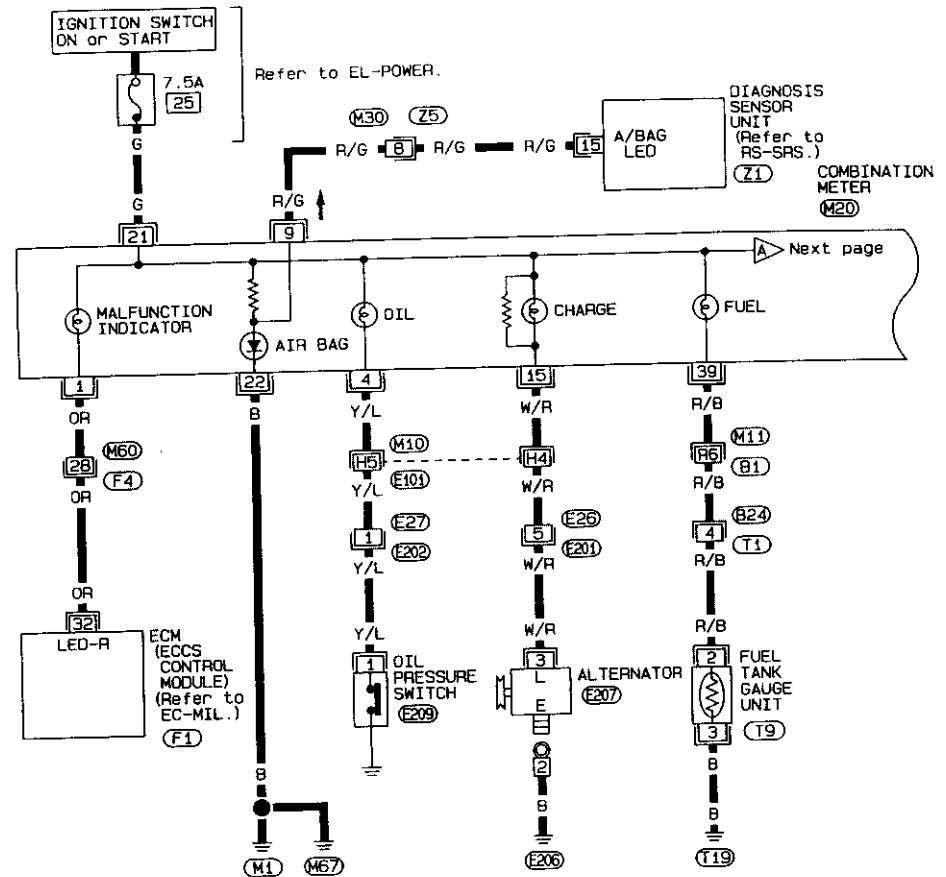 IGNITION SWITCH
ON or START
7.5A
25
Refer to EL-POWER.
G
G
21
M30
Z5
R/G
8
R/G
R/G
15
A/BAG
LED
DIAGNOSIS
SENSOR
UNIT
(Refer to
RS-SRS.)
Z1
COMBINATION
METER
M20
R/G
9
A
Next page
MALFUNCTION
INDICATOR
AIR BAG
OIL
CHARGE
FUEL
1
22
4
15
39
OR
B
Y/L
W/R
R/B
28
M60
F4
H5
M10
E101
H4
R6
M11
B1
OR
Y/L
W/R
R/B
1
E27
E202
5
E26
E201
4
B24
T1
Y/L
W/R
R/B
OR
Y/L
W/R
R/B
32
LED-R
ECM
(ECCS
CONTROL
MODULE)
(Refer to
EC-MIL.)
F1
1
OIL
PRESSURE
SWITCH
E209
3
L
E
ALTERNATOR
E207
2
FUEL
TANK
GAUGE
UNIT
3
T9
B
2
B
B
B
M1
M67
E206
T19